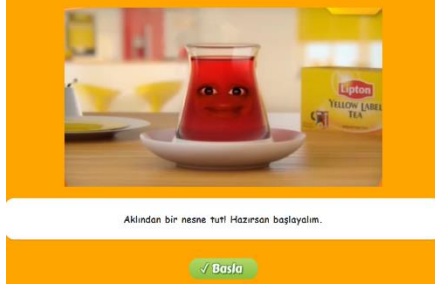 Lipton
YELLOW LABEL
TEA
Aklından bir nesne tut! Hazırsan başlayalım.
✓ Başla